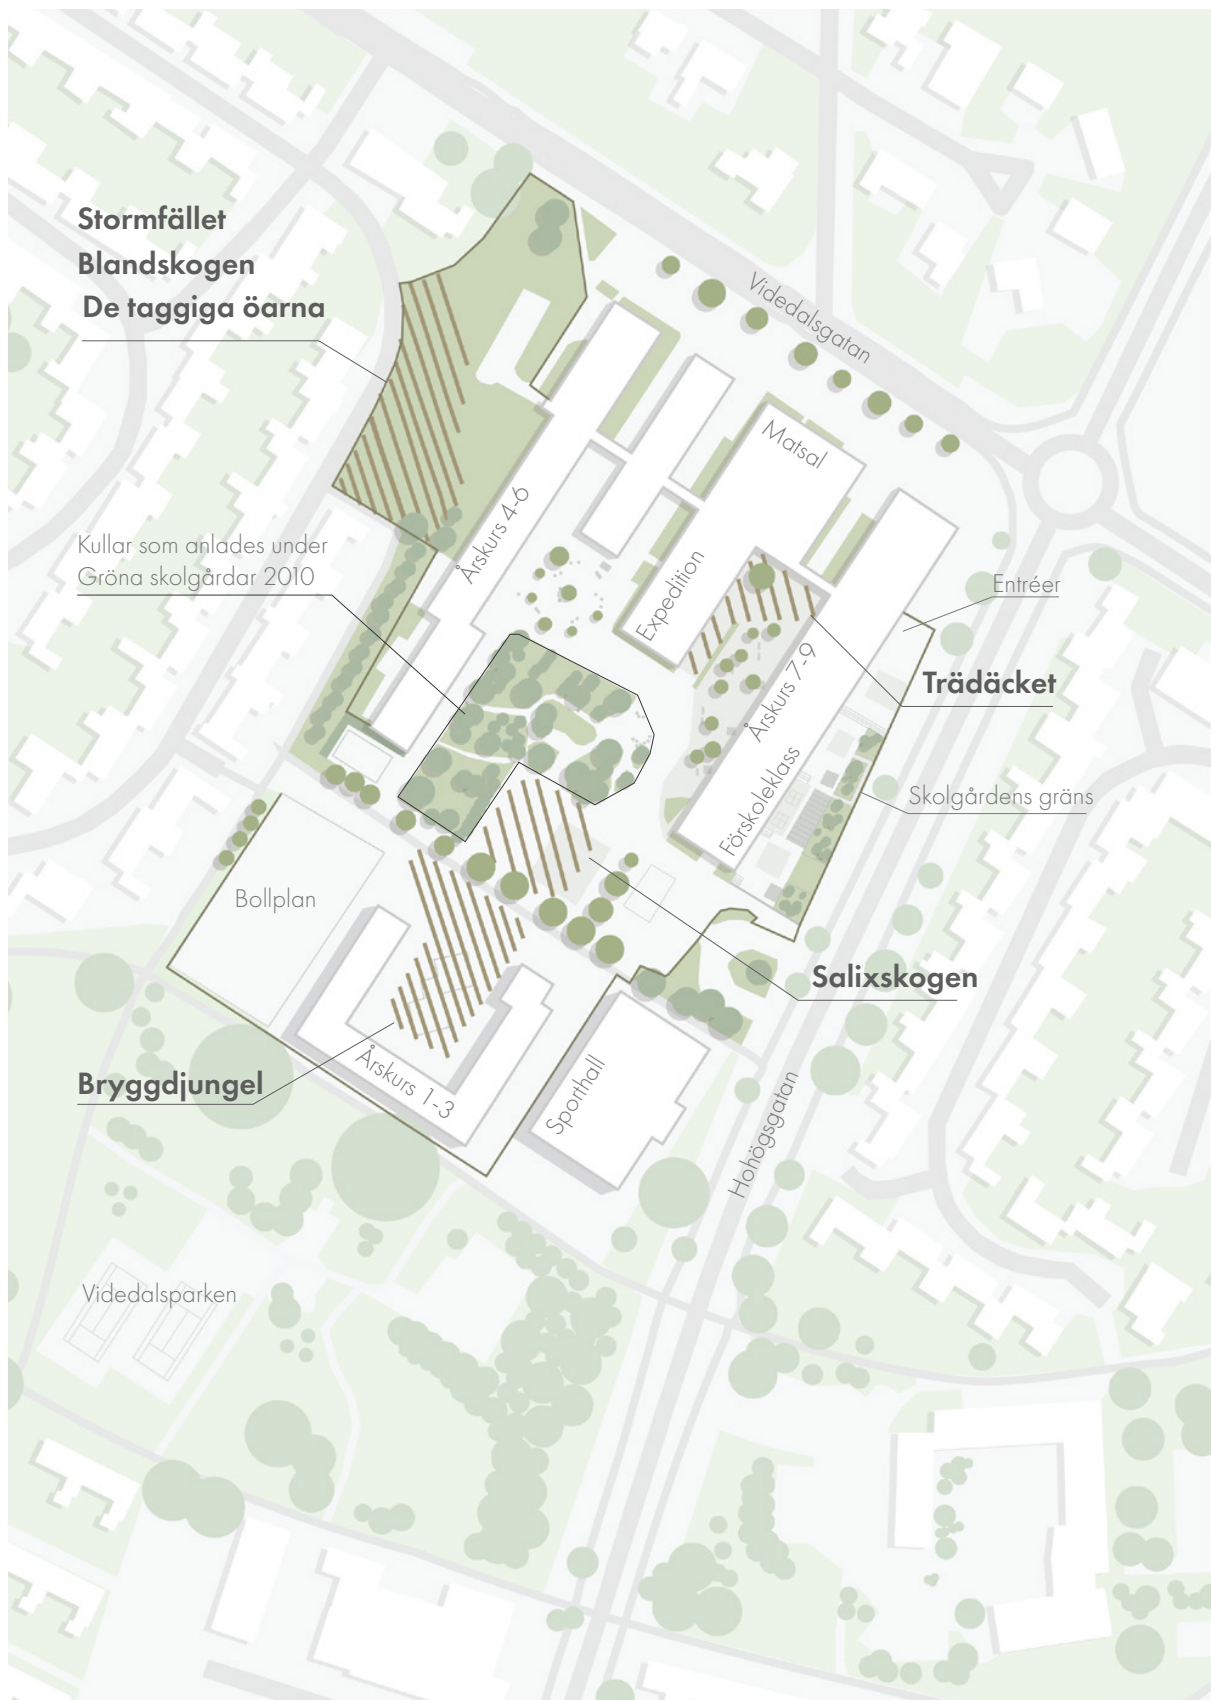 Stormfället
Blandskogen
De taggiga öarna
Videdalsgatan
Matsal
Årskurs 4-6
Kullar som anlades under
Gröna skolgårdar 2010
Expedition
Entréer
Årskurs 7-9
Trädäcket
Förskoleklass
Skolgårdens gräns
Bollplan
Salixskogen
Bryggdjungel
Årskurs 1-3
Sporthall
Hohögsgatan
Videdalsparken